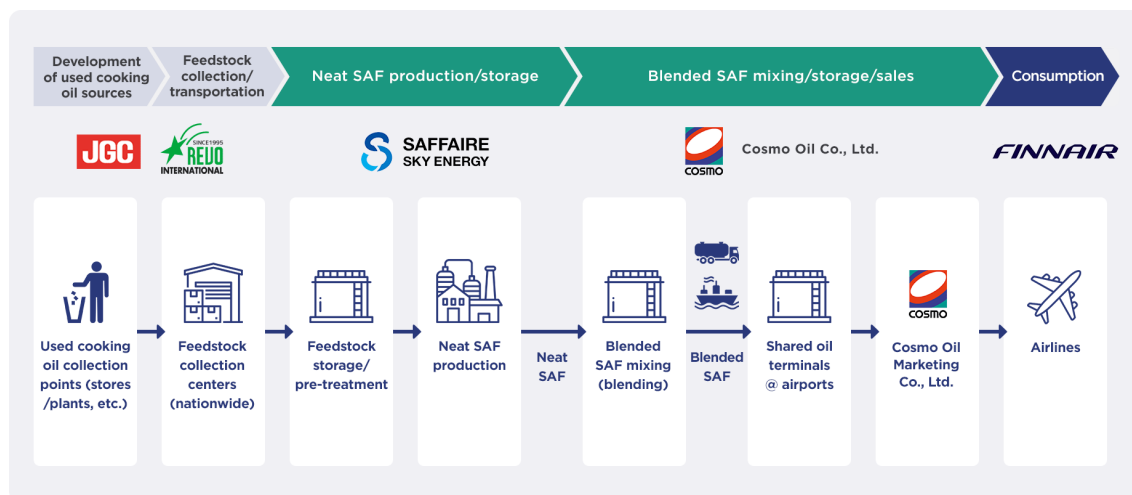 Development
of used cooking
oil sources
Feedstock
collection/
transportation
Neat SAF production/storage
Blended SAF mixing/storage/sales
Consumption
JGC
SINCE1995
REVO
INTERNATIONAL
SAFFAIRE
SKY ENERGY
COSMO
Cosmo Oil Co., Ltd.
FINNAIR
Used cooking
oil collection
points (stores
/plants, etc.)
Feedstock
collection
centers
(nationwide)
Feedstock
storage/
pre-treatment
Neat SAF
production
Neat
SAF
Blended
SAF mixing
(blending)
Blended
SAF
Shared oil
terminals
@ airports
COSMO
Cosmo Oil
Marketing
Co., Ltd.
Airlines